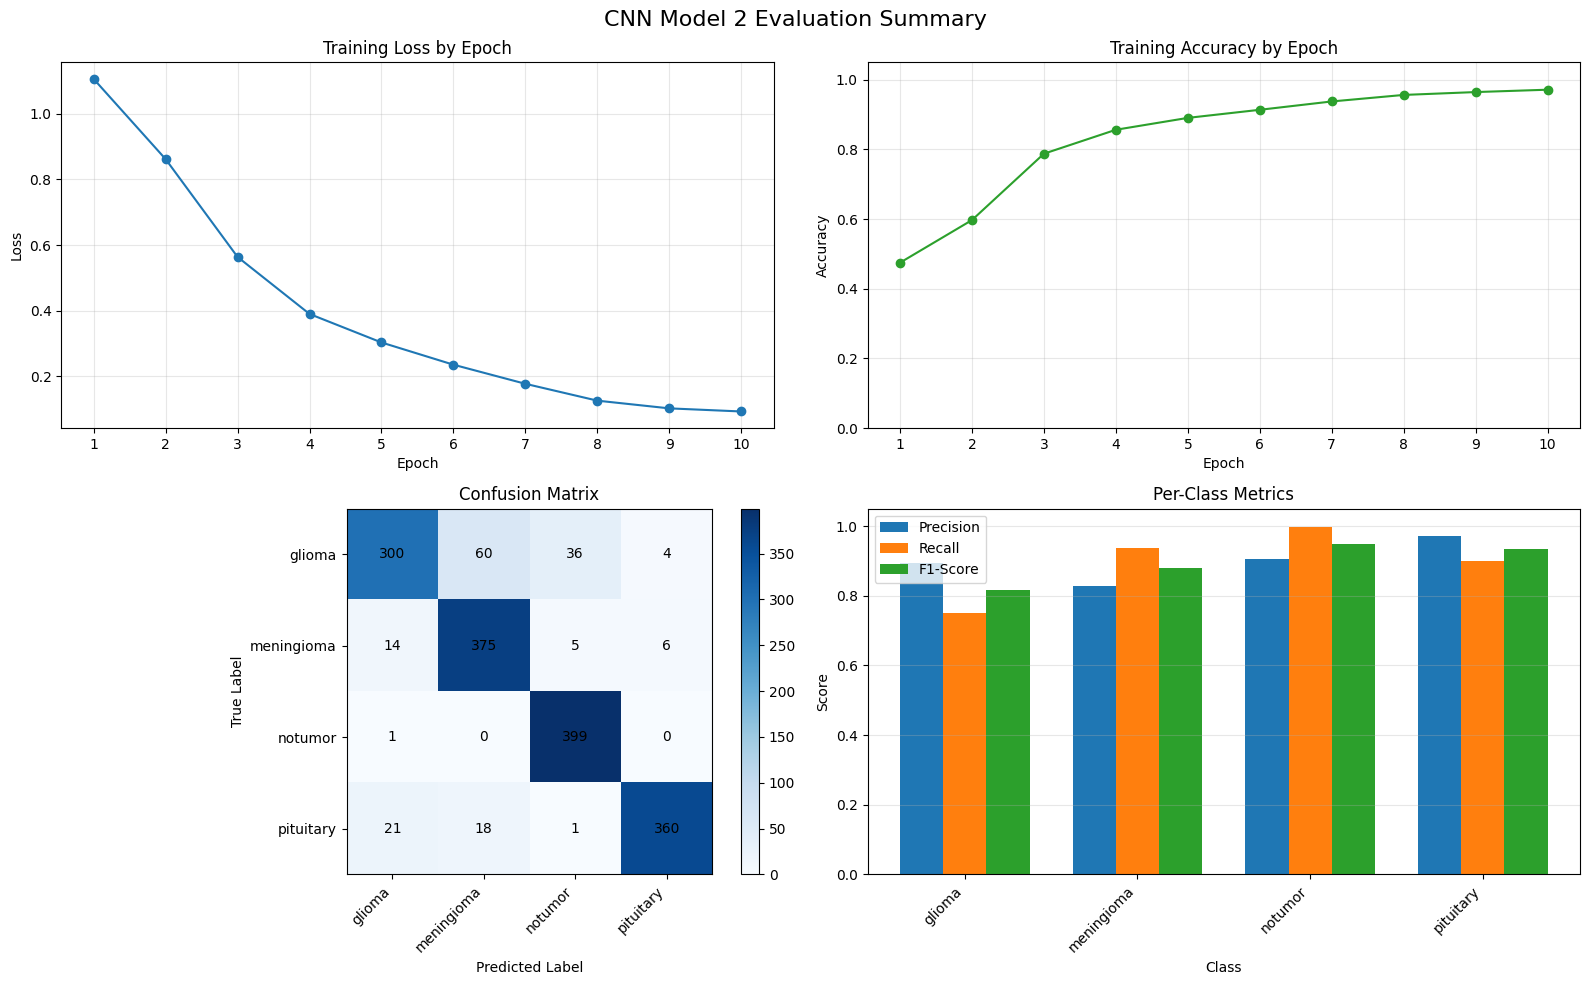 CNN Model 2 Evaluation Summary
Training Loss by Epoch
Loss
1.0
0.8
0.6
0.4
0.2
1 2 3 4 5 6 7 8 9 10
Epoch
Training Accuracy by Epoch
Accuracy
1.0
0.8
0.6
0.4
0.2
0.0
1 2 3 4 5 6 7 8 9 10
Epoch
Confusion Matrix
True Label
glioma 300 60 36 4
meningioma 14 375 5 6
notumor 1 0 399 0
pituitary 21 18 1 360
glioma meningioma notumor pituitary
Predicted Label
350
300
250
200
150
100
50
0
Per-Class Metrics
Precision
Recall
F1-Score
Score
1.0
0.8
0.6
0.4
0.2
0.0
glioma meningioma notumor pituitary
Class